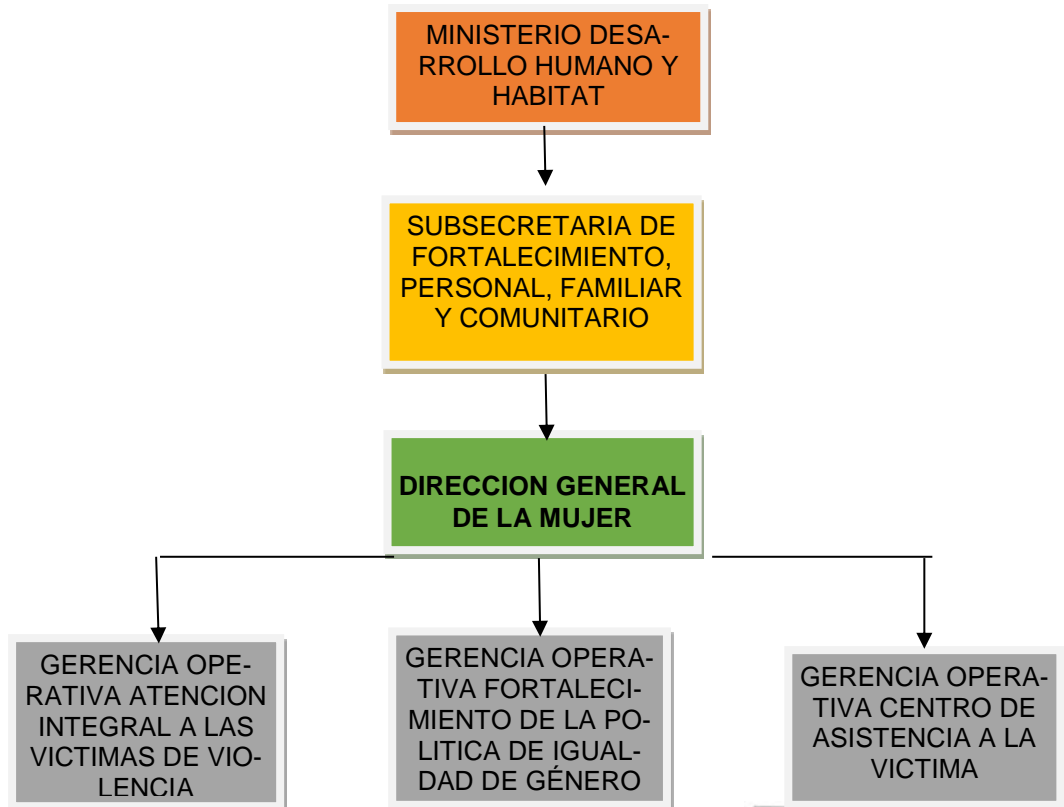 MINISTERIO DESA-
RROLLO HUMANO Y
HABITAT
SUBSECRETARIA DE
FORTALECIMIENTO,
PERSONAL, FAMILIAR
Y COMUNITARIO
DIRECCION GENERAL
DE LA MUJER
GERENCIA OPE-
RATIVA ATENCION
INTEGRAL A LAS
VICTIMAS DE VIO-
LENCIA
GERENCIA OPERA-
TIVA FORTALECI-
MIENTO DE LA PO-
LITICA DE IGUAL-
DAD DE GÉNERO
GERENCIA OPERA-
TIVA CENTRO DE
ASISTENCIA A LA
VICTIMA